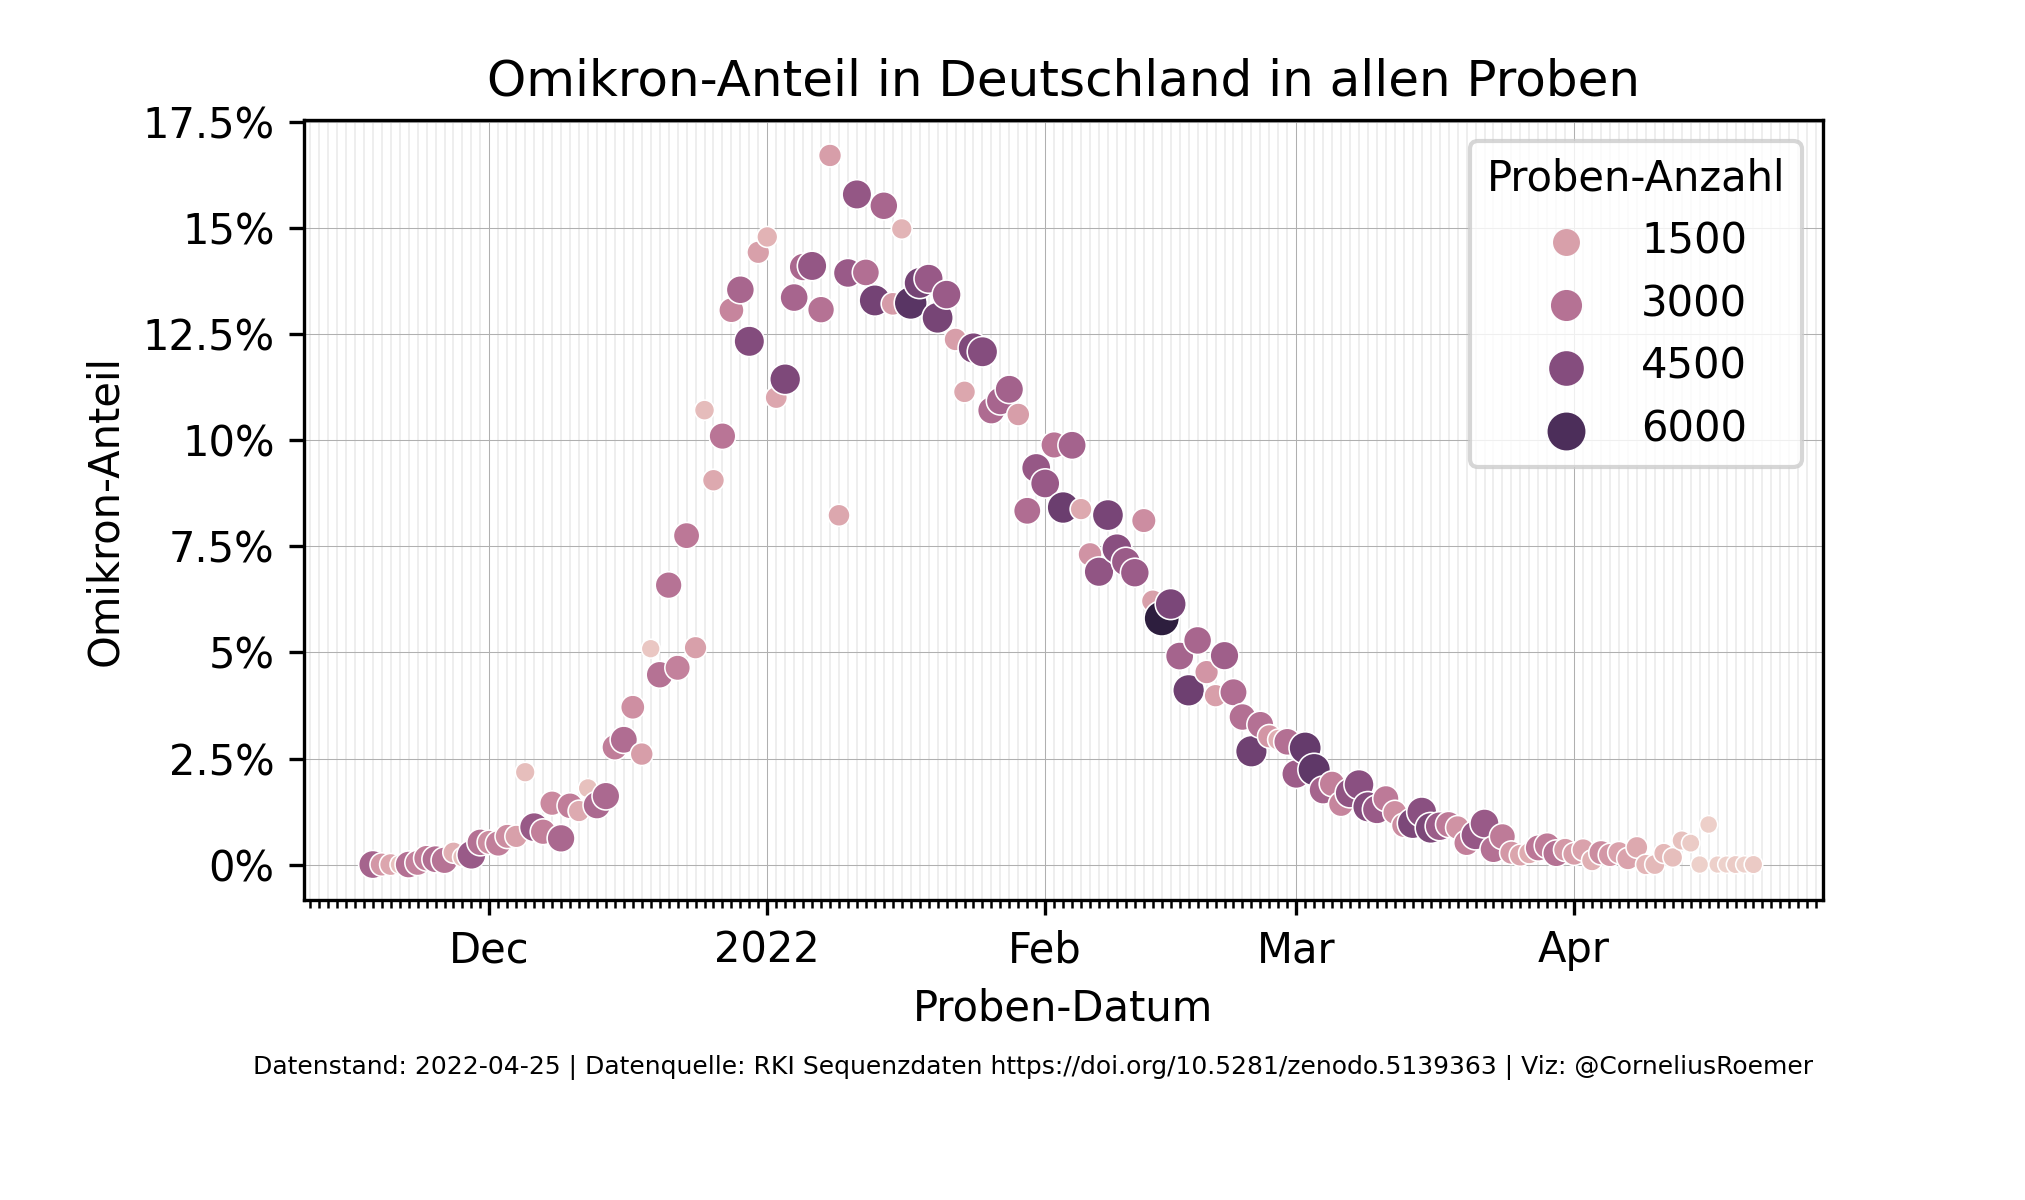 Omikron-Anteil in Deutschland in allen Proben
17.5%
15%
12.5%
10%
7.5%
5%
2.5%
0%
Omikron-Anteil
Proben-Anzahl
1500
3000
4500
6000
Dec
2022
Feb
Mar
Apr
Proben-Datum
Datenstand: 2022-04-25 | Datenquelle: RKI Sequenzdaten https://doi.org/10.5281/zenodo.5139363 | Viz: @CorneliusRoemer